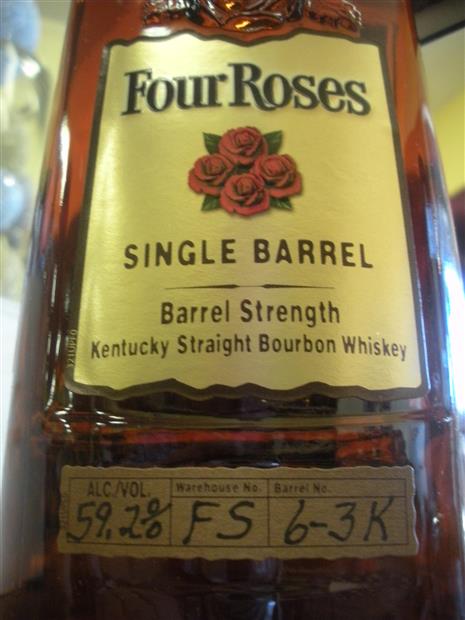 Four Roses
SINGLE BARREL
Barrel Strength
Kentucky Straight Bourbon Whiskey
ALC./VOL. Warehouse No. Barrel No.
59.2% FS 6-3K